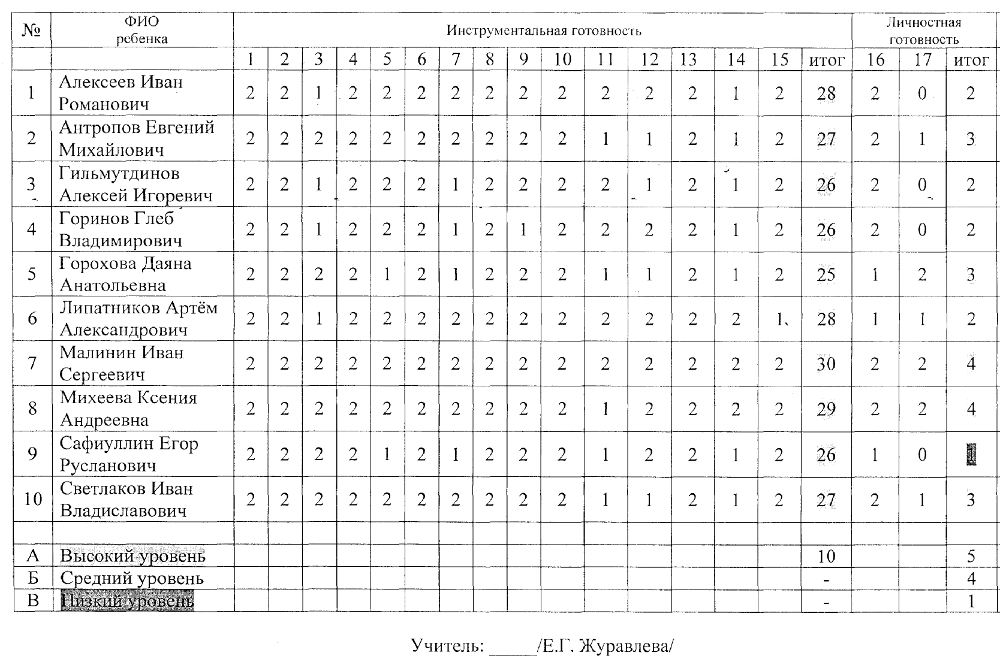 № ФИО ребенка Инструментальная готовность Личностная готовность
1 2 3 4 5 6 7 8 9 10 11 12 13 14 15 итог 16 17 итог
1 Алексеев Иван Романович 2 2 1 2 2 2 2 2 2 2 2 2 2 1 2 28 2 0 2
2 Антропов Евгений Михайлович 2 2 2 2 2 2 2 2 2 2 1 1 2 1 2 27 2 1 3
3 Гильмутдинов Алексей Игоревич 2 2 1 2 2 2 1 2 2 2 2 1 2 1 2 26 2 0 2
4 Горинов Глеб Владимирович 2 2 1 2 2 2 1 2 1 2 2 2 2 1 2 26 2 0 2
5 Горохова Даяна Анатольевна 2 2 2 2 1 2 1 2 2 2 1 1 2 1 2 25 1 2 3
6 Липатников Артём Александрович 2 2 1 2 2 2 2 2 2 2 2 2 2 2 1 28 1 1 2
7 Малинин Иван Сергеевич 2 2 2 2 2 2 2 2 2 2 2 2 2 2 2 30 2 2 4
8 Михеева Ксения Андреевна 2 2 2 2 2 2 2 2 2 2 1 2 2 2 2 29 2 2 4
9 Сафиуллин Егор Русланович 2 2 2 2 1 2 1 2 2 2 1 2 2 1 2 26 1 0 1
10 Светлаков Иван Владиславович 2 2 2 2 2 2 2 2 2 2 1 1 2 1 2 27 2 1 3
А Высокий уровень 10 5
Б Средний уровень - 4
В Низкий уровень - 1
Учитель: _____ /Е.Г. Журавлева/